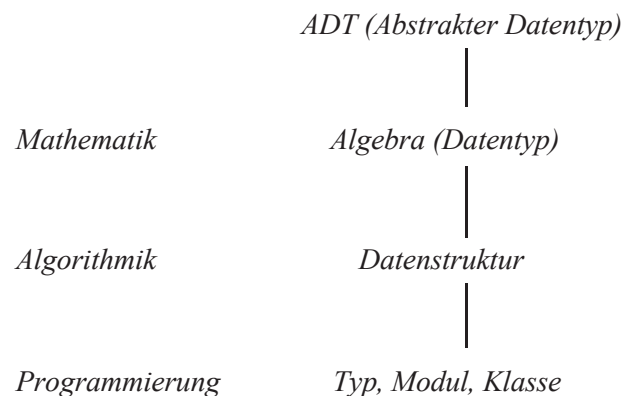 ADT (Abstrakter Datentyp)
Mathematik Algebra (Datentyp)
Algorithmik Datenstruktur
Programmierung Typ, Modul, Klasse